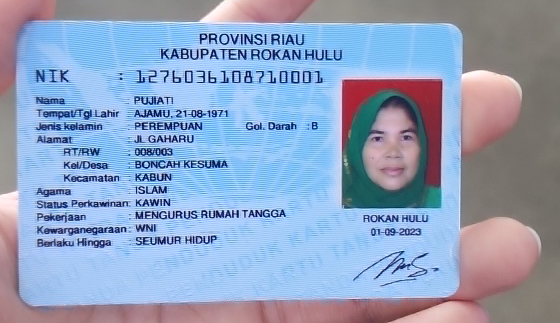 PROVINSI RIAU
KABUPATEN ROKAN HULU
NIK : 1276036108710001
Nama : PUJIATI
Tempat/Tgl Lahir : AJAMU, 21-08-1971
Jenis kelamin : PEREMPUAN Gol. Darah : B
Alamat : JL GAHARU
RT/RW : 008/003
Kel/Desa : BONCAH KESUMA
Kecamatan : KABUN
Agama : ISLAM
Status Perkawinan: KAWIN
Pekerjaan : MENGURUS RUMAH TANGGA
Kewarganegaraan : WNI
Berlaku Hingga : SEUMUR HIDUP
ROKAN HULU
01-09-2023